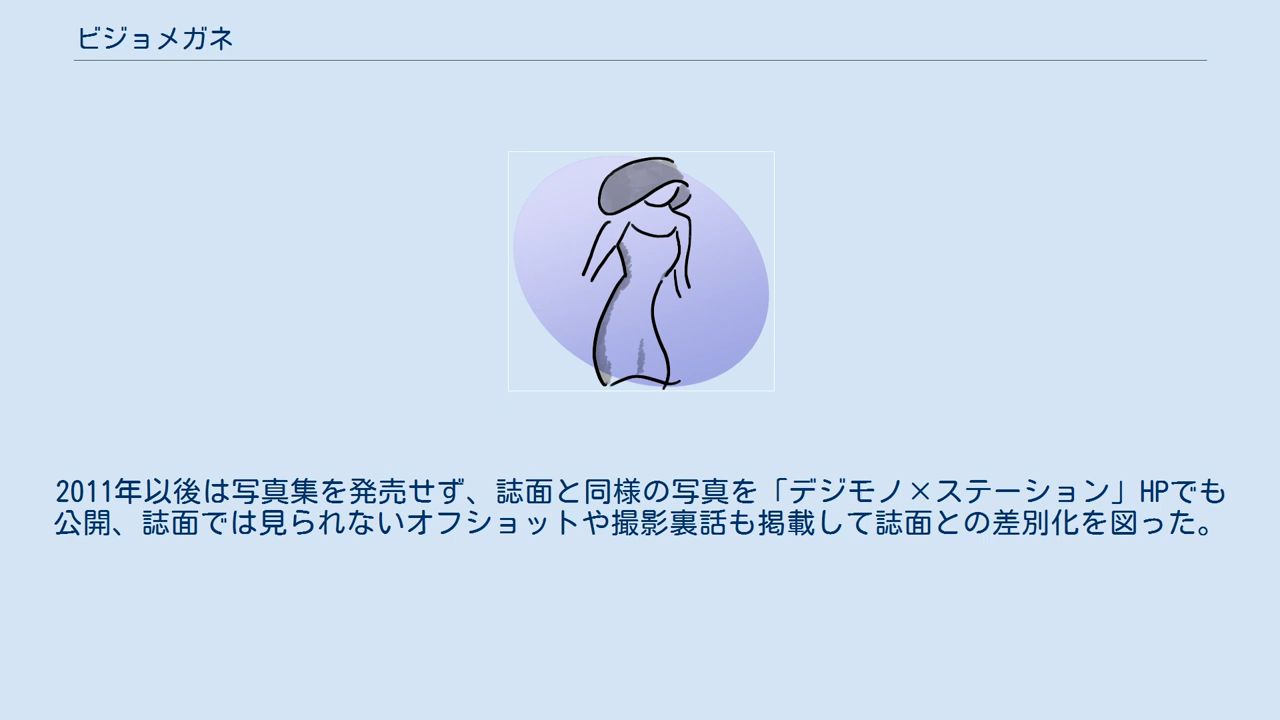 ビジョメガネ
2011年以後は写真集を発売せず、誌面と同様の写真を「デジモノ×ステーション」HPでも
公開、誌面では見られないオフショットや撮影裏話も掲載して誌面との差別化を図った。